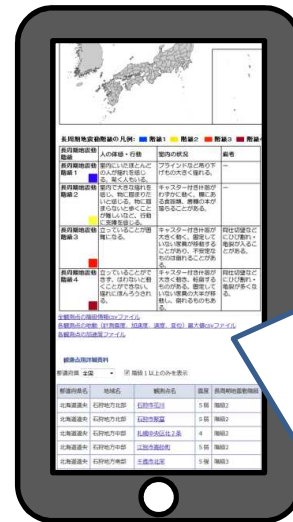 長周期地震動階級の凡例: 階級1 階級2 階級3 階級4
長周期地震動階級
人の体感・行動
室内の状況
備考
長周期地震動階級1
室内にいたほとんどの人が揺れを感じる。驚く人もいる。
ブラインドなど吊り下げもの大きく揺れる。
－
長周期地震動階級2
室内で大きな揺れを感じ、物に掴まりたいと感じる。物に掴まらないと歩くことが難しいなど、行動に支障を感じる。
キャスター付き什器がわずかに動く。棚にある食器類、書棚の本が落ちることがある。
－
長周期地震動階級3
立っていることが困難になる。
キャスター付き什器が大きく動く。固定していない家具が移動することがあり、不安定なものは倒れることがある。
間仕切壁などにひび割れ・亀裂が入ることがある。
長周期地震動階級4
立っていることができず、はわないと動くことができない。揺れにほんろうされる。
キャスター付き什器が大きく動き、転倒するものがある。固定していない家具の大半が移動し、倒れるものもある。
間仕切壁などにひび割れ・亀裂が多くなる。
全観測点の階級情報csvファイル
各観測点の地動（計測震度、加速度、速度、変位）最大値csvファイル
各観測点の加速度ファイル
観測点別詳細資料
都道府県 全国 階級1以上のみを表示
都道府県名 地域名 観測点名 震度 長周期地震動階級
北海道道央 石狩地方北部 石狩市花川 5弱 階級2
北海道道央 石狩地方北部 石狩市聚富 5弱 階級2
北海道道央 石狩地方中部 札幌中央区北2条 4 階級2
北海道道央 石狩地方中部 江別市緑町 5弱 階級2
北海道道央 石狩地方南部 千歳市北栄 5強 階級3